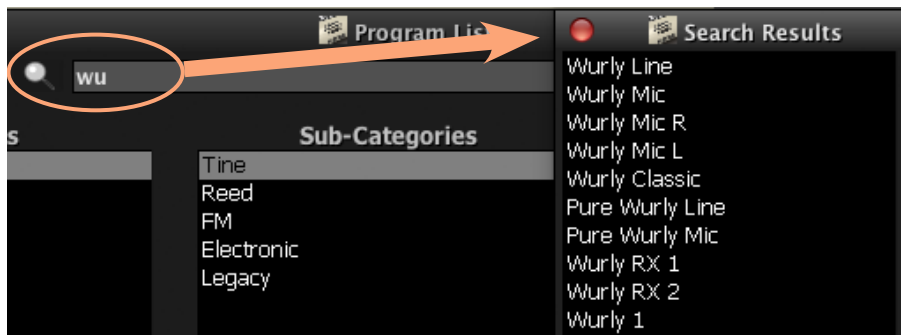 Program Lis
wu
s
Sub-Categories
Tine
Reed
FM
Electronic
Legacy
Search Results
Wurly Line
Wurly Mic
Wurly Mic R
Wurly Mic L
Wurly Classic
Pure Wurly Line
Pure Wurly Mic
Wurly RX 1
Wurly RX 2
Wurly 1